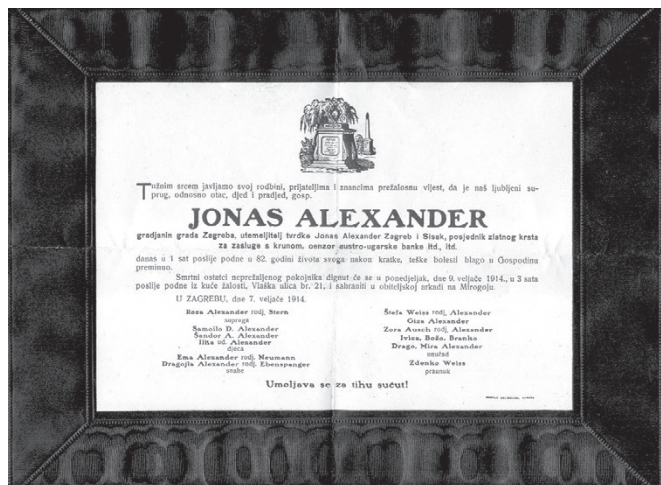 Tužnim srcem javljamo svoj rodbini, prijateljima i znancima prežalosnu vijest, da je naš ljubljeni su-
prug, odnosno otac, djed i pradjed, gosp.
JONAS ALEXANDER
gradjanin grada Zagreba, utemeljitelj tvrdke Jonas Alexander Zagreb i Sisak, posjednik zlatnog krsta
za zasluge s krunom, cenzor austro-ugarske banke itd., itd.
danas u 1 sat poslije podne u 82. godini života svoga nakon kratke, teške bolesti blago u Gospodinu
preminuo.
Smrtni ostatci neprežaljenog pokojnika dignut će se u ponedjeljak, dne 9. veljače 1914., u 3 sata
poslije podne iz kuće žalosti, Vlaška ulica br. 21, i sahraniti u obiteljskoj arkadi na Mirogoju.
U ZAGREBU, dne 7. veljače 1914.
Roza Alexander rodj. Stern
supruga
Samoilo D. Alexander
Šandor A. Alexander
Ilka ud. Alexander
djeca
Ema Alexander rodj. Neumann
Dragojla Alexander rodj. Ebenspanger
snahe
Štefa Weiss rodj. Alexander
Giza Alexander
Zora Ausch rodj. Alexander
Ivica, Božo, Branko
Drago, Mira Alexander
unučad
Zdenko Weiss
praunuk
Umoljava se za tihu sućut!